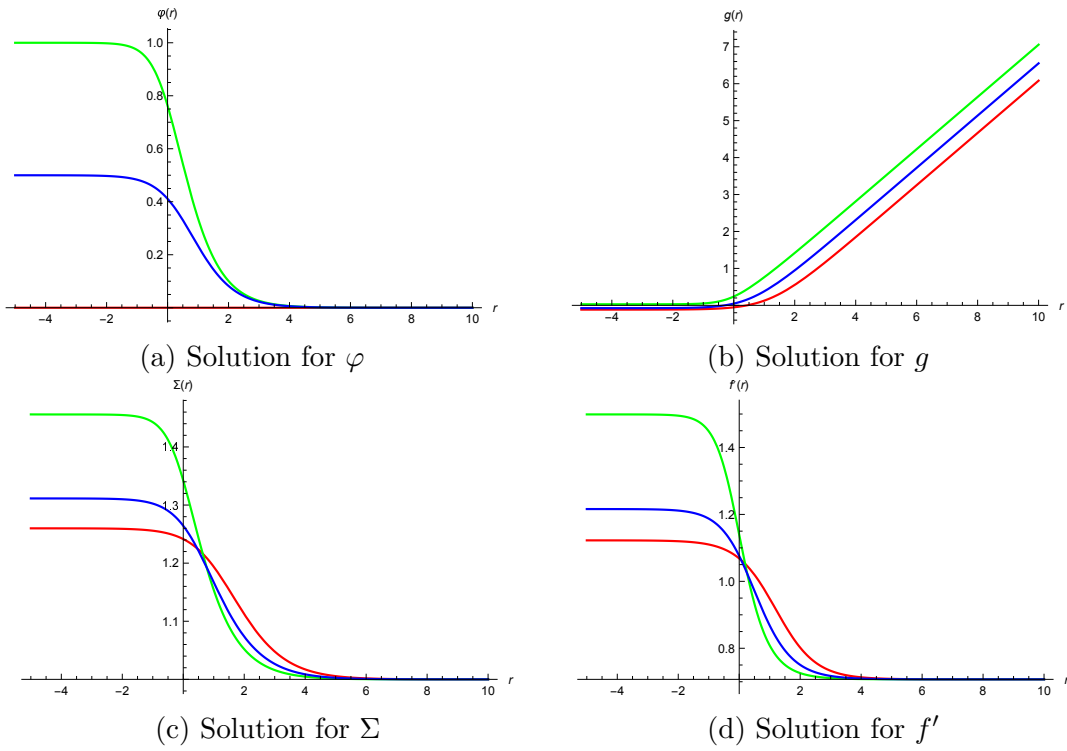 φ(r)
1.0
0.8
0.6
0.4
0.2
−4 −2 2 4 6 8 10 r
(a) Solution for φ
g(r)
7
6
5
4
3
2
1
−4 −2 2 4 6 8 10 r
(b) Solution for g
Σ(r)
1.4
1.3
1.2
1.1
−4 −2 2 4 6 8 10 r
(c) Solution for Σ
f'(r)
1.4
1.2
1.0
0.8
−4 −2 2 4 6 8 10 r
(d) Solution for f′